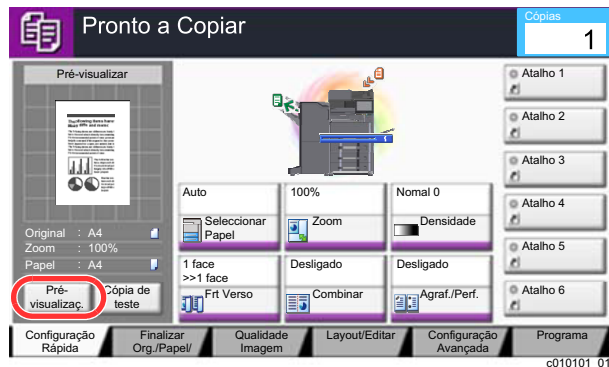 Pronto a Copiar
Cópias
1
Pré-visualizar
Original : A4
Zoom : 100%
Papel : A4
Pré-
visualizaç.
Cópia de
teste
Auto
Seleccionar
Papel
100%
Zoom
Nomal 0
Densidade
1 face
>>1 face
Frt Verso
Desligado
Combinar
Desligado
Agraf./Perf.
Atalho 1
Atalho 2
Atalho 3
Atalho 4
Atalho 5
Atalho 6
Configuração
Rápida
Finalizar
Org./Papel/
Qualidade
Imagem
Layout/Editar
Configuração
Avançada
Programa
c010101_01